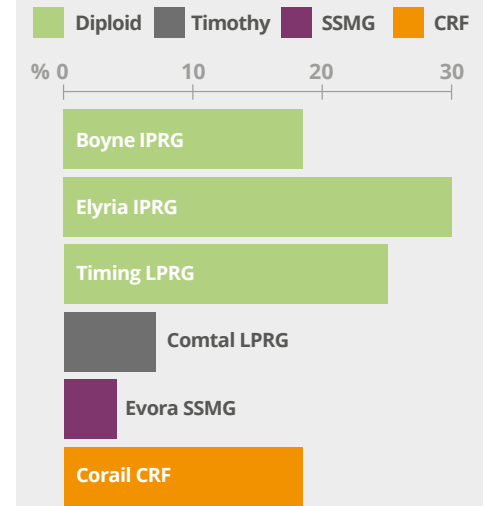 Diploid Timothy SSMG CRF
% 0 10 20 30
Boyne IPRG
Elyria IPRG
Timing LPRG
Comtal LPRG
Evora SSMG
Corail CRF